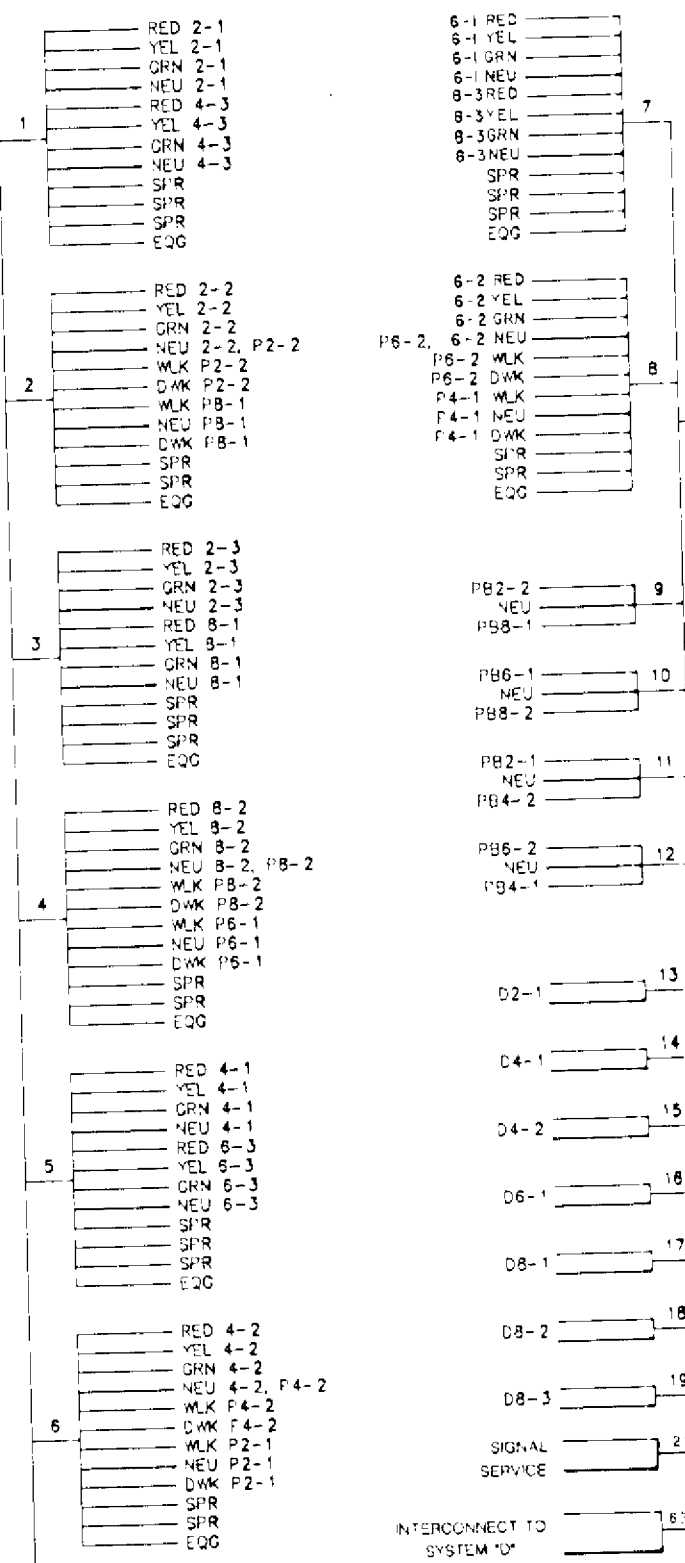 1
RED 2-1
YEL 2-1
GRN 2-1
NEU 2-1
RED 4-3
YEL 4-3
GRN 4-3
NEU 4-3
SPR
SPR
SPR
EQG
2
RED 2-2
YEL 2-2
GRN 2-2
NEU 2-2, P2-2
WLK P2-2
DWK P2-2
WLK P8-1
NEU P8-1
DWK P8-1
SPR
SPR
EQG
3
RED 2-3
YEL 2-3
GRN 2-3
NEU 2-3
RED 8-1
YEL 8-1
GRN 8-1
NEU 8-1
SPR
SPR
SPR
EQG
4
RED 8-2
YEL 8-2
GRN 8-2
NEU 8-2, P8-2
WLK P8-2
DWK P8-2
WLK P6-1
NEU P6-1
DWK P6-1
SPR
SPR
EQG
5
RED 4-1
YEL 4-1
GRN 4-1
NEU 4-1
RED 6-3
YEL 6-3
GRN 6-3
NEU 6-3
SPR
SPR
SPR
EQG
6
RED 4-2
YEL 4-2
GRN 4-2
NEU 4-2, P4-2
WLK P4-2
DWK P4-2
WLK P2-1
NEU P2-1
DWK P2-1
SPR
SPR
EQG
6-1 RED
6-1 YEL
6-1 GRN
6-1 NEU
8-3RED
8-3YEL
8-3GRN
8-3NEU
SPR
SPR
SPR
EQG
7
6-2 RED
6-2 YEL
6-2 GRN
P6-2, 6-2 NEU
P6-2 WLK
P6-2 DWK
P4-1 WLK
P4-1 NEU
P4-1 DWK
SPR
SPR
EQG
8
PB2-2
NEU
PB8-1
9
PB6-1
NEU
PB8-2
10
PB2-1
NEU
PB4-2
11
PB6-2
NEU
PB4-1
12
D2-1
13
D4-1
14
D4-2
15
D6-1
16
D8-1
17
D8-2
18
D8-3
19
SIGNAL
SERVICE
2
INTERCONNECT TO
SYSTEM "D"